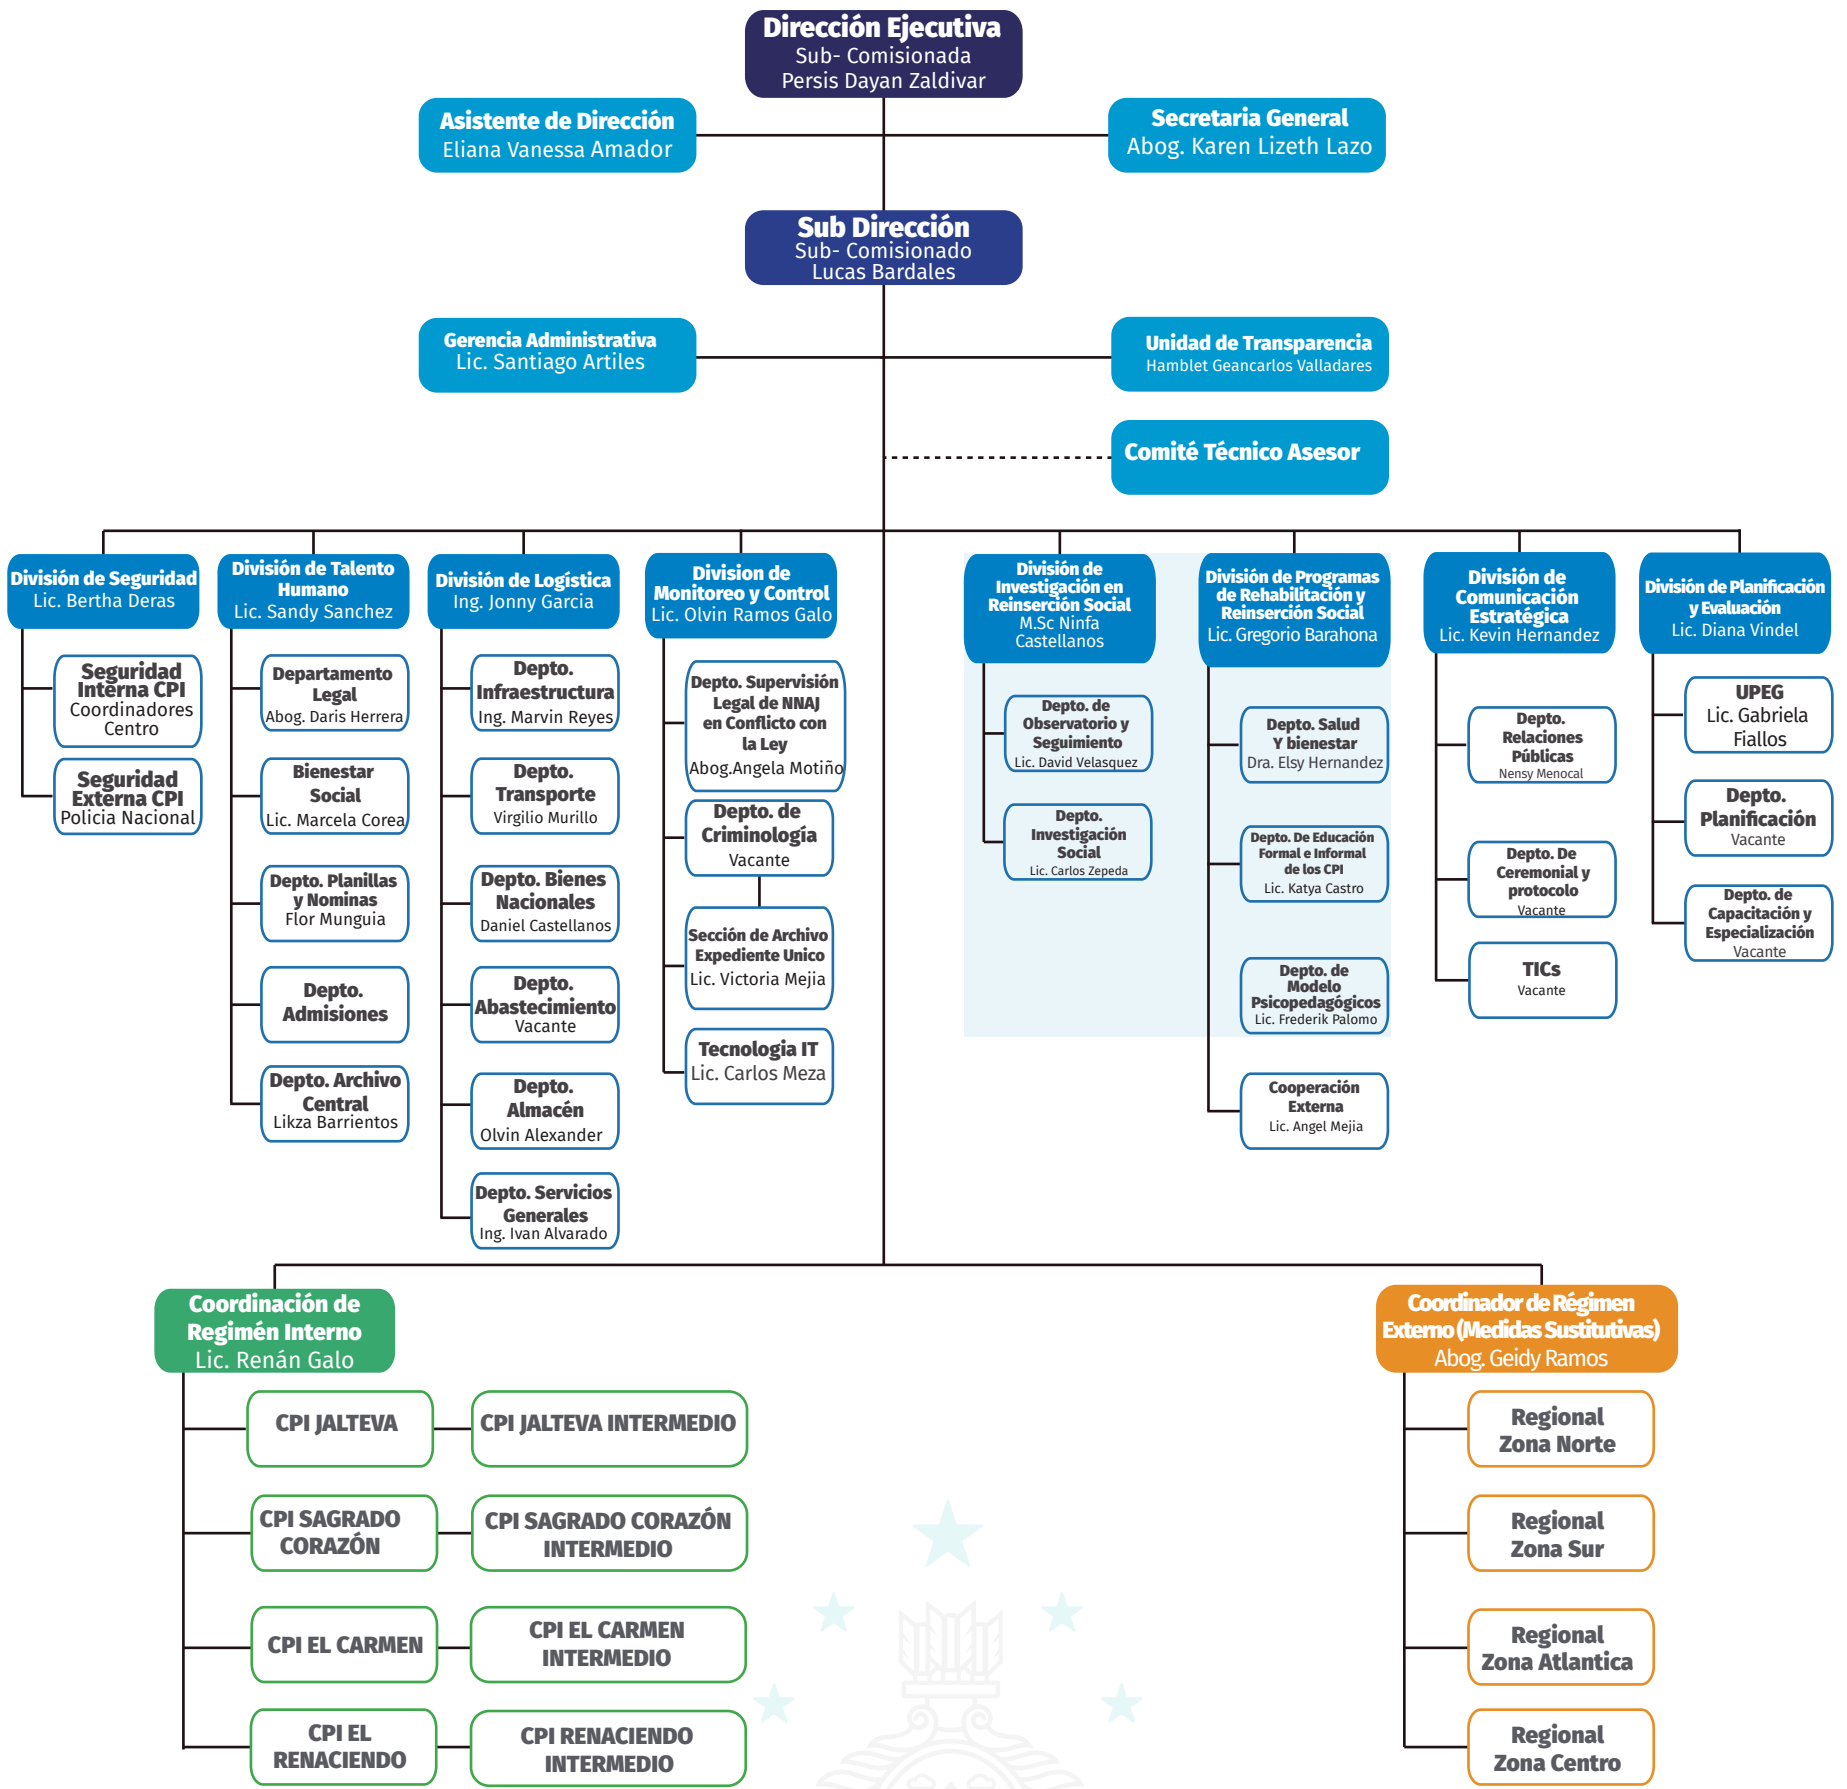 Dirección Ejecutiva
Sub- Comisionada
Persis Dayan Zaldivar
Asistente de Dirección
Eliana Vanessa Amador
Secretaria General
Abog. Karen Lizeth Lazo
Sub Dirección
Sub- Comisionado
Lucas Bardales
Gerencia Administrativa
Lic. Santiago Artiles
Unidad de Transparencia
Hamblet Geancarlos Valladares
Comité Técnico Asesor
División de Seguridad
Lic. Bertha Deras
Seguridad
Interna CPI
Coordinadores
Centro
Seguridad
Externa CPI
Policia Nacional
División de Talento
Humano
Lic. Sandy Sanchez
Departamento
Legal
Abog. Daris Herrera
Bienestar
Social
Lic. Marcela Corea
Depto. Planillas
y Nominas
Flor Munguia
Depto.
Admisiones
Depto. Archivo
Central
Likza Barrientos
División de Logística
Ing. Jonny Garcia
Depto.
Infraestructura
Ing. Marvin Reyes
Depto.
Transporte
Virgilio Murillo
Depto. Bienes
Nacionales
Daniel Castellanos
Depto.
Abastecimiento
Vacante
Depto.
Almacén
Olvin Alexander
Depto. Servicios
Generales
Ing. Ivan Alvarado
Division de
Monitoreo y Control
Lic. Olvin Ramos Galo
Depto. Supervisión
Legal de NNAJ
en Conflicto con
la Ley
Abog.Angela Motiño
Depto. de
Criminología
Vacante
Sección de Archivo
Expediente Unico
Lic. Victoria Mejia
Tecnologia IT
Lic. Carlos Meza
División de
Investigación en
Reinserción Social
M.Sc Ninfa
Castellanos
Depto. de
Observatorio y
Seguimiento
Lic. David Velasquez
Depto.
Investigación
Social
Lic. Carlos Zepeda
División de Programas
de Rehabilitación y
Reinserción Social
Lic. Gregorio Barahona
Depto. Salud
Y bienestar
Dra. Elsy Hernandez
Depto. De Educación
Formal e Informal
de los CPI
Lic. Katya Castro
Depto. de
Modelo
Psicopedagógicos
Lic. Frederik Palomo
Cooperación
Externa
Lic. Angel Mejia
División de
Comunicación
Estratégica
Lic. Kevin Hernandez
Depto.
Relaciones
Públicas
Nensy Menocal
Depto. De
Ceremonial y
protocolo
Vacante
TICs
Vacante
División de Planificación
y Evaluación
Lic. Diana Vindel
UPEG
Lic. Gabriela
Fiallos
Depto.
Planificación
Vacante
Depto. de
Capacitación y
Especialización
Vacante
Coordinación de
Regimén Interno
Lic. Renán Galo
CPI JALTEVA
CPI JALTEVA INTERMEDIO
CPI SAGRADO
CORAZÓN
CPI SAGRADO CORAZÓN
INTERMEDIO
CPI EL CARMEN
CPI EL CARMEN
INTERMEDIO
CPI EL
RENACIENDO
CPI RENACIENDO
INTERMEDIO
Coordinador de Régimen
Externo (Medidas Sustitutivas)
Abog. Geidy Ramos
Regional
Zona Norte
Regional
Zona Sur
Regional
Zona Atlantica
Regional
Zona Centro